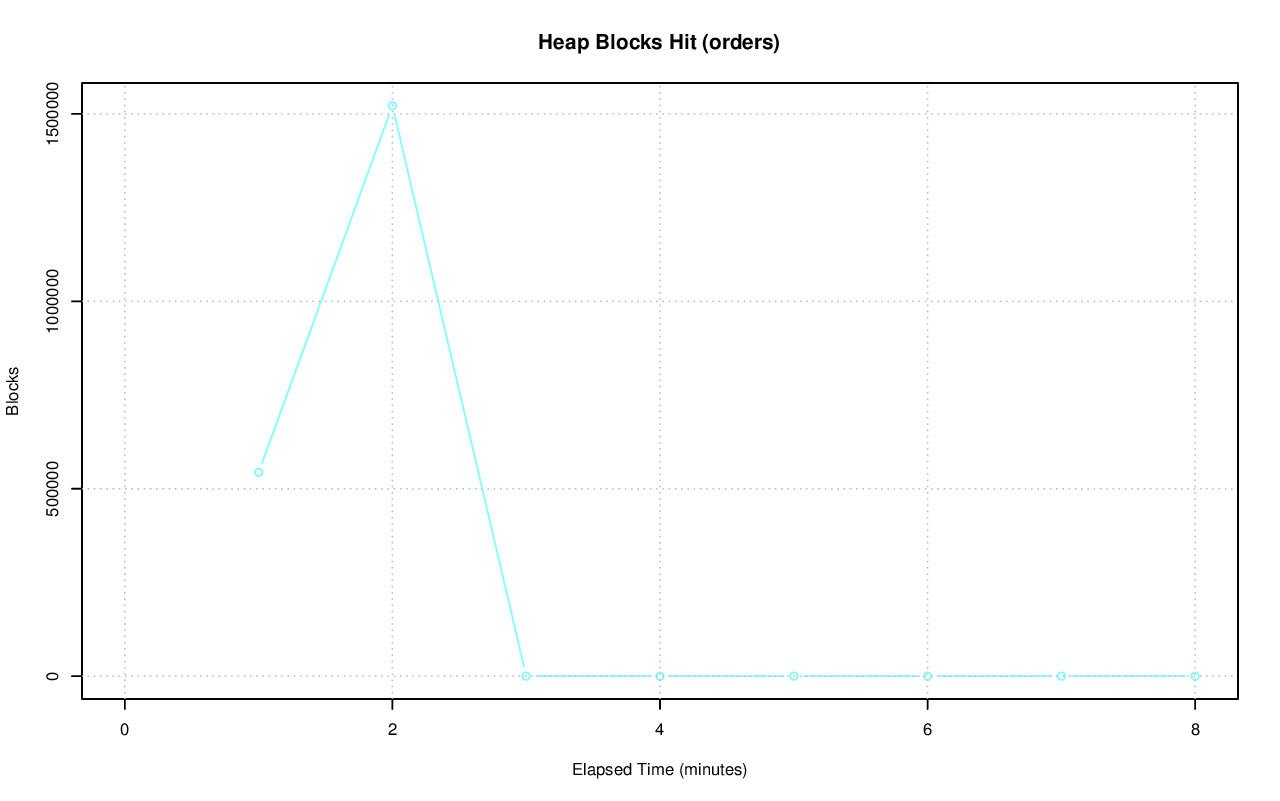 Heap Blocks Hit (orders)
1500000
1000000
500000
0
Blocks
0 2 4 6 8
Elapsed Time (minutes)